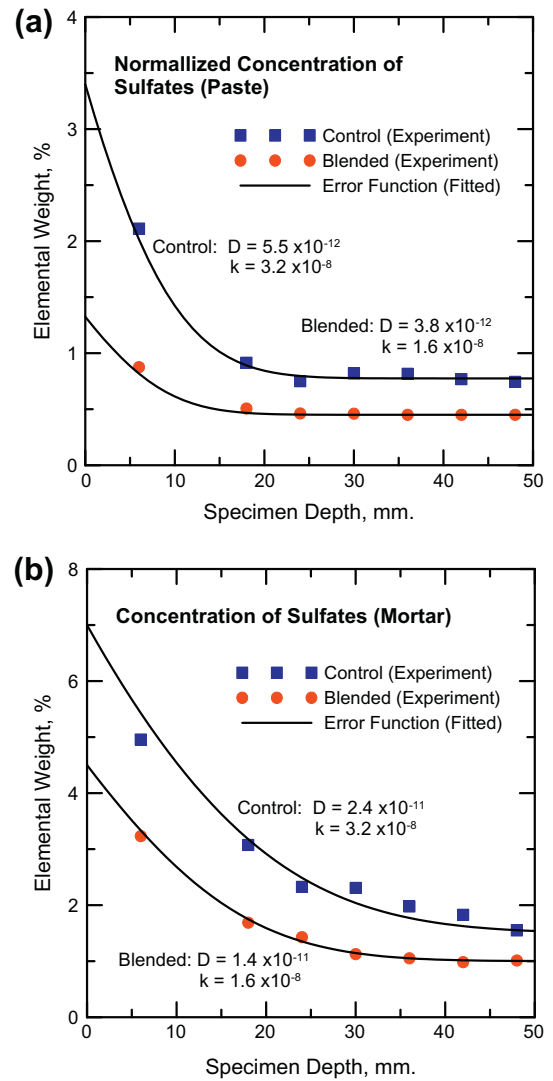 (a)
4
3
2
1
0
Elemental Weight, %
Normallized Concentration of
Sulfates (Paste)
Control (Experiment)
Blended (Experiment)
Error Function (Fitted)
Control: D = 5.5 x10-12
k = 3.2 x10-8
Blended: D = 3.8 x10-12
k = 1.6 x10-8
0 10 20 30 40 50
Specimen Depth, mm.
(b)
8
6
4
2
0
Elemental Weight, %
Concentration of Sulfates (Mortar)
Control (Experiment)
Blended (Experiment)
Error Function (Fitted)
Control: D = 2.4 x10-11
k = 3.2 x10-8
Blended: D = 1.4 x10-11
k = 1.6 x10-8
0 10 20 30 40 50
Specimen Depth, mm.